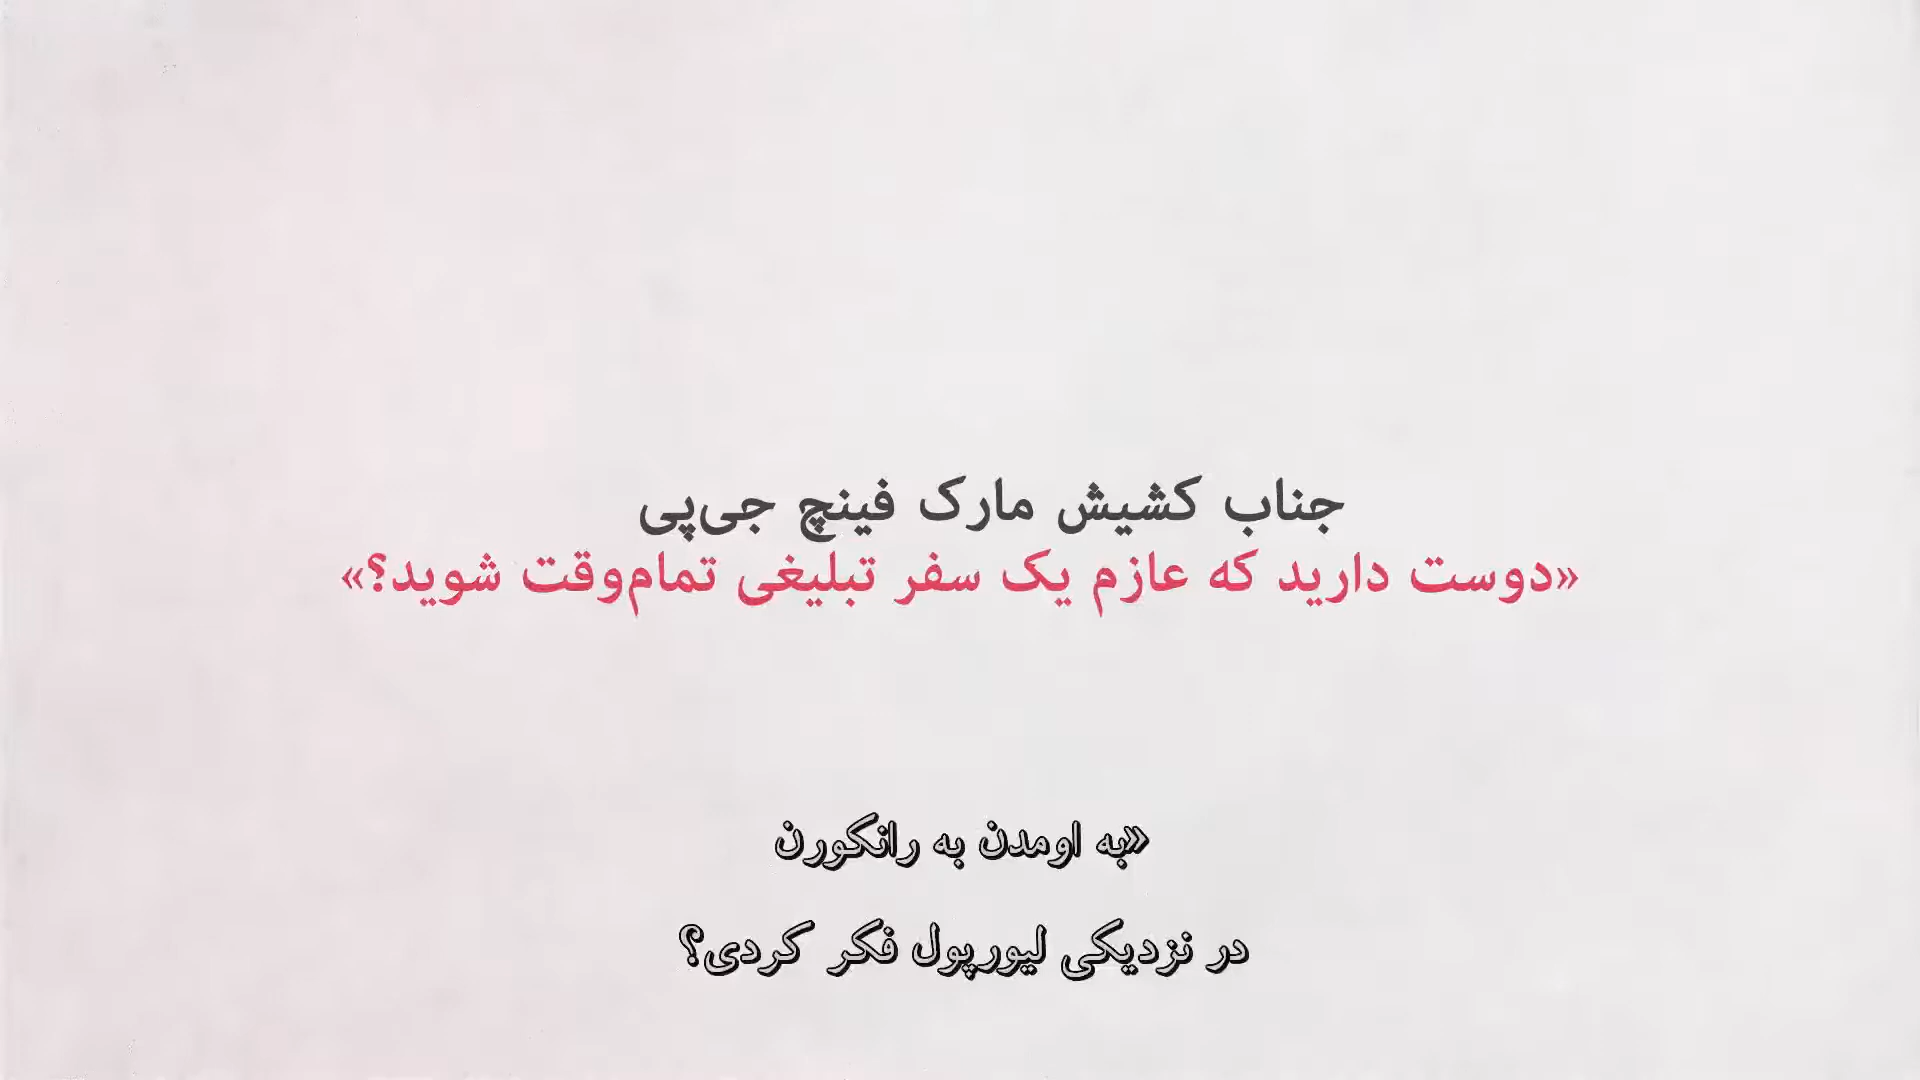 جناب کشیش مارک فینچ جی‌پی
«دوست دارید که عازم یک سفر تبلیغی تمام‌وقت شوید؟»
«به اومدن به رانکورن
در نزدیکی لیورپول فکر کردی؟